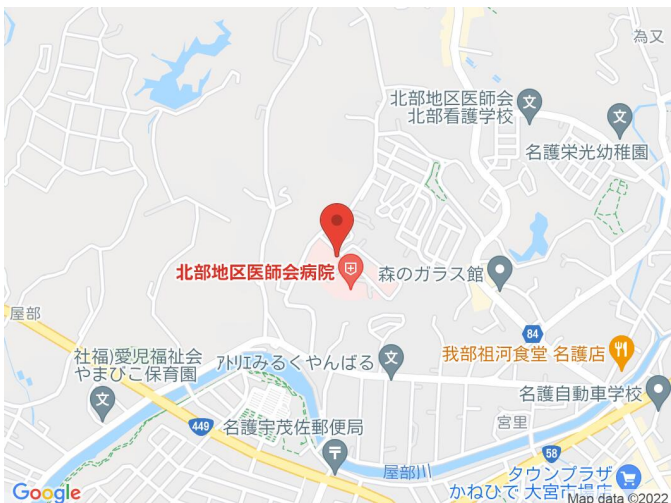 為又
北部地区医師会
北部看護学校
名護栄光幼稚園
北部地区医師会病院
森のガラス館
屋部
84
社福)愛児福祉会
やまびこ保育園
ｱﾄﾘｴみるくやんばる
我部祖河食堂 名護店
名護自動車学校
449
名護宇茂佐郵便局
宮里
58
屋部川
タウンプラザ
かねひで 大宮市場店
Google
Map data ©2022